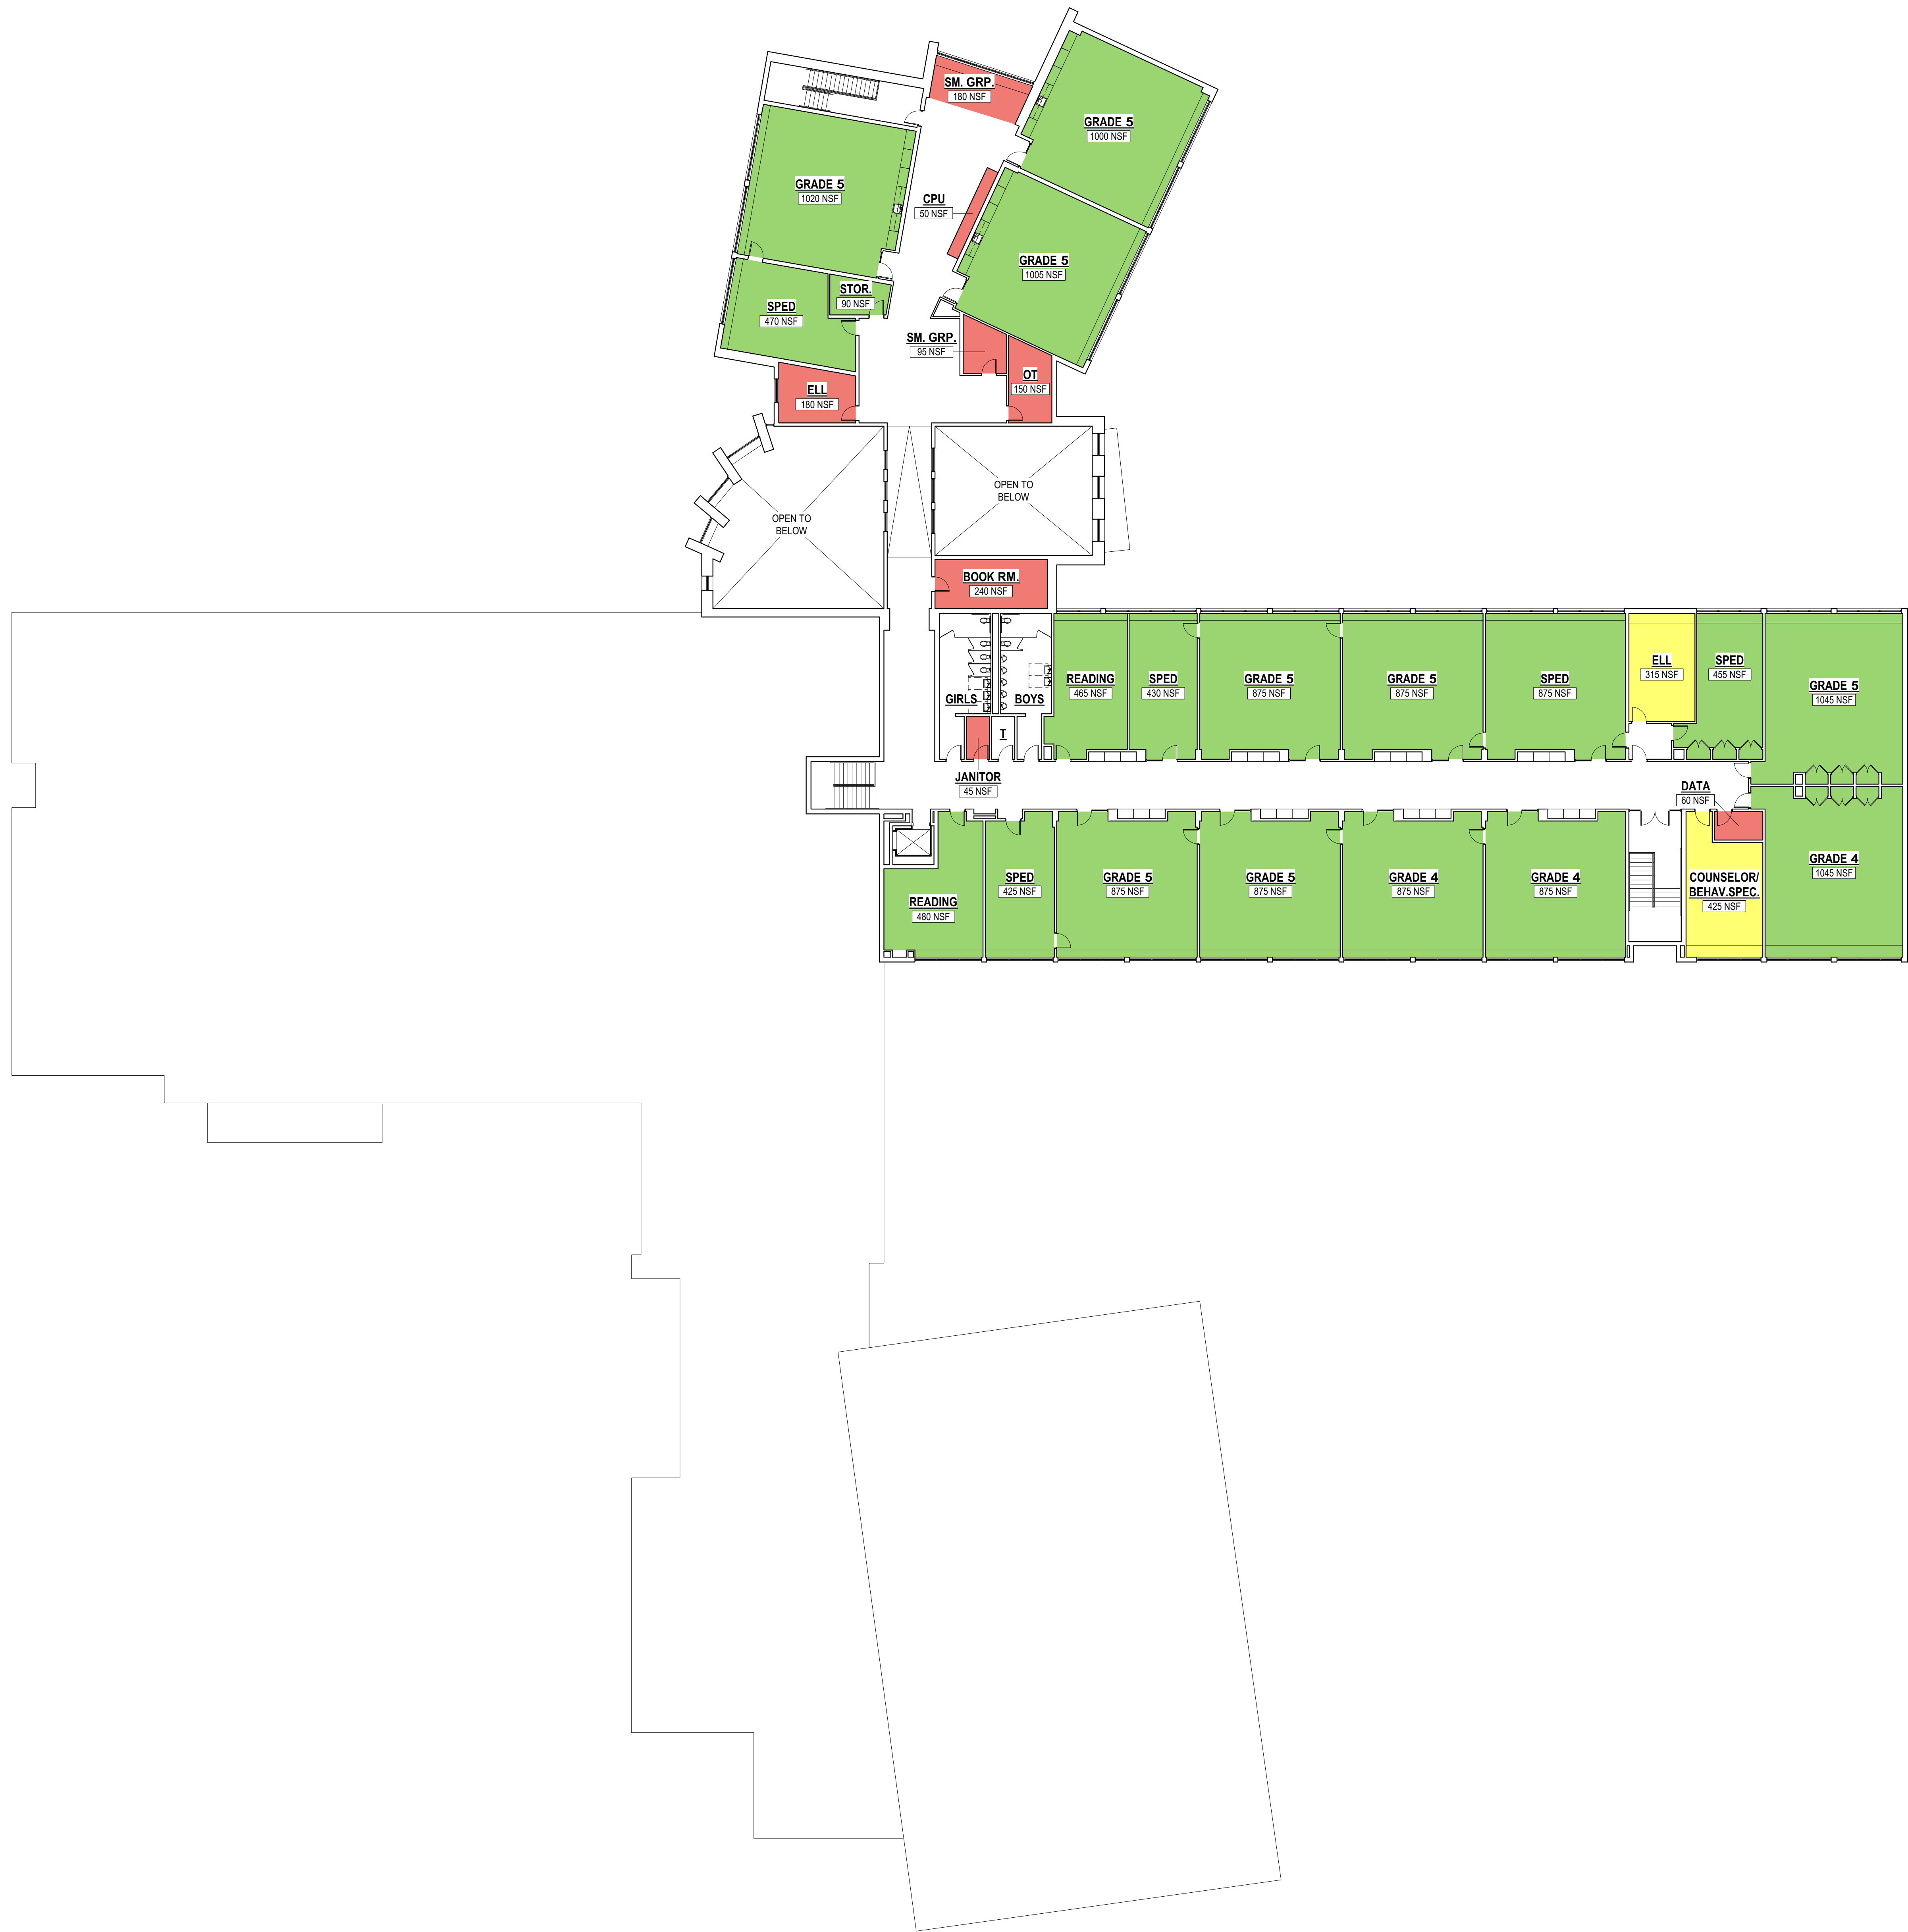 SM. GRP.
180 NSF
GRADE 5
1000 NSF
GRADE 5
1020 NSF
CPU
50 NSF
GRADE 5
1005 NSF
STOR.
90 NSF
SPED
470 NSF
SM. GRP.
95 NSF
OT
150 NSF
ELL
180 NSF
OPEN TO
BELOW
OPEN TO
BELOW
BOOK RM.
240 NSF
GIRLS
BOYS
T
JANITOR
45 NSF
READING
465 NSF
SPED
430 NSF
GRADE 5
875 NSF
GRADE 5
875 NSF
SPED
875 NSF
ELL
315 NSF
SPED
455 NSF
GRADE 5
1045 NSF
DATA
60 NSF
READING
480 NSF
SPED
425 NSF
GRADE 5
875 NSF
GRADE 5
875 NSF
GRADE 4
875 NSF
GRADE 4
875 NSF
COUNSELOR/
BEHAV.SPEC.
425 NSF
GRADE 4
1045 NSF